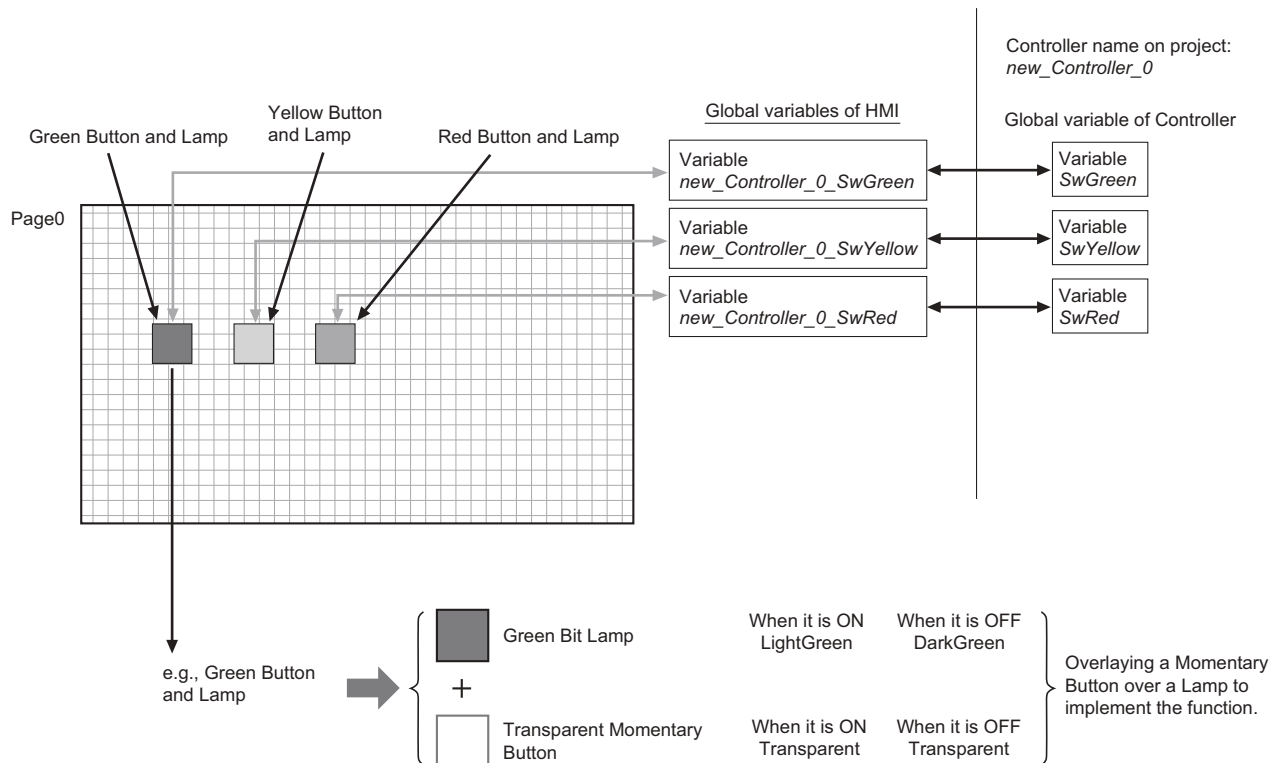 Controller name on project:
new_Controller_0
Yellow Button
and Lamp
Green Button and Lamp
Red Button and Lamp
Global variables of HMI
Global variable of Controller
Variable
new_Controller_0_SwGreen
Variable
SwGreen
Page0
Variable
new_Controller_0_SwYellow
Variable
SwYellow
Variable
new_Controller_0_SwRed
Variable
SwRed
e.g., Green Button
and Lamp
Green Bit Lamp
When it is ON
LightGreen
When it is OFF
DarkGreen
+
Transparent Momentary
Button
When it is ON
Transparent
When it is OFF
Transparent
Overlaying a Momentary
Button over a Lamp to
implement the function.